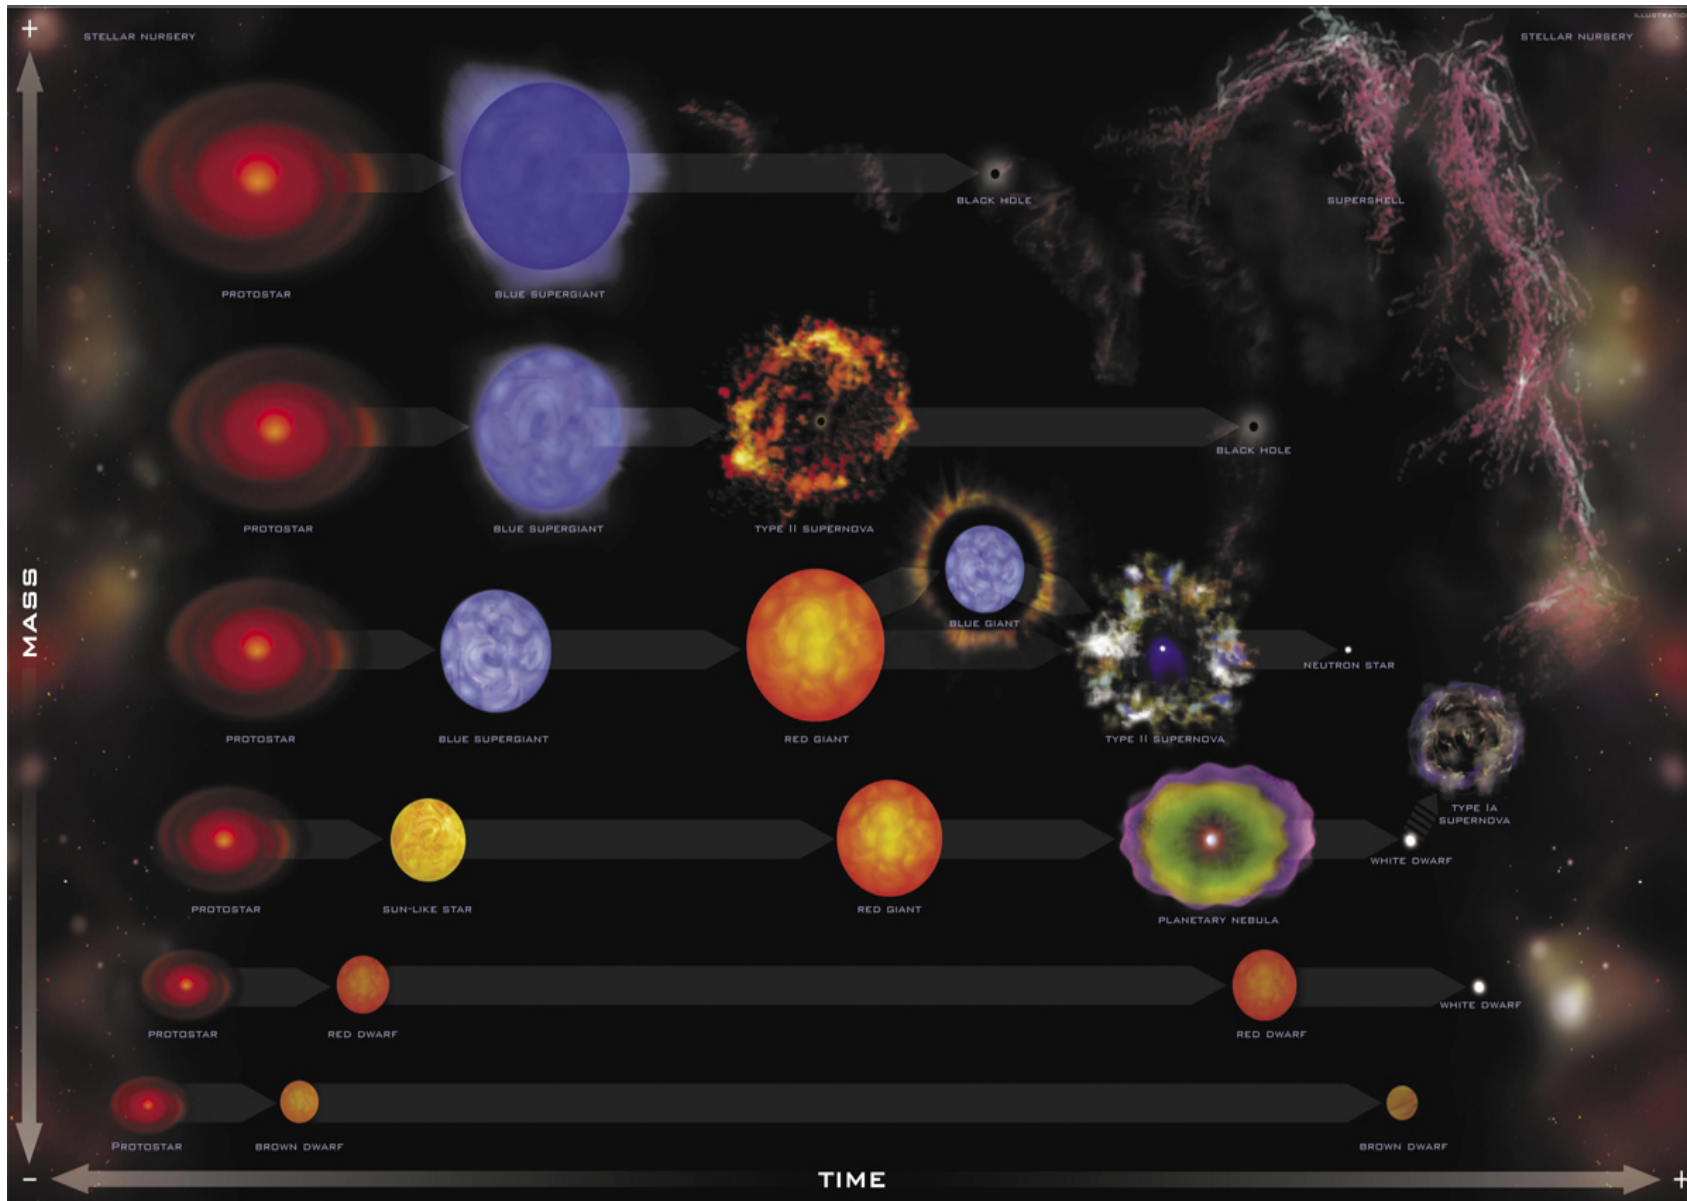 +
STELLAR NURSERY
STELLAR NURSERY
BLACK HOLE
SUPERSHELL
PROTOSTAR
BLUE SUPERGIANT
BLACK HOLE
PROTOSTAR
BLUE SUPERGIANT
TYPE II SUPERNOVA
MASS
BLUE GIANT
NEUTRON STAR
PROTOSTAR
BLUE SUPERGIANT
RED GIANT
TYPE II SUPERNOVA
TYPE IA
SUPERNOVA
WHITE DWARF
PROTOSTAR
SUN-LIKE STAR
RED GIANT
PLANETARY NEBULA
WHITE DWARF
PROTOSTAR
RED DWARF
RED DWARF
PROTOSTAR
BROWN DWARF
BROWN DWARF
-
TIME
+